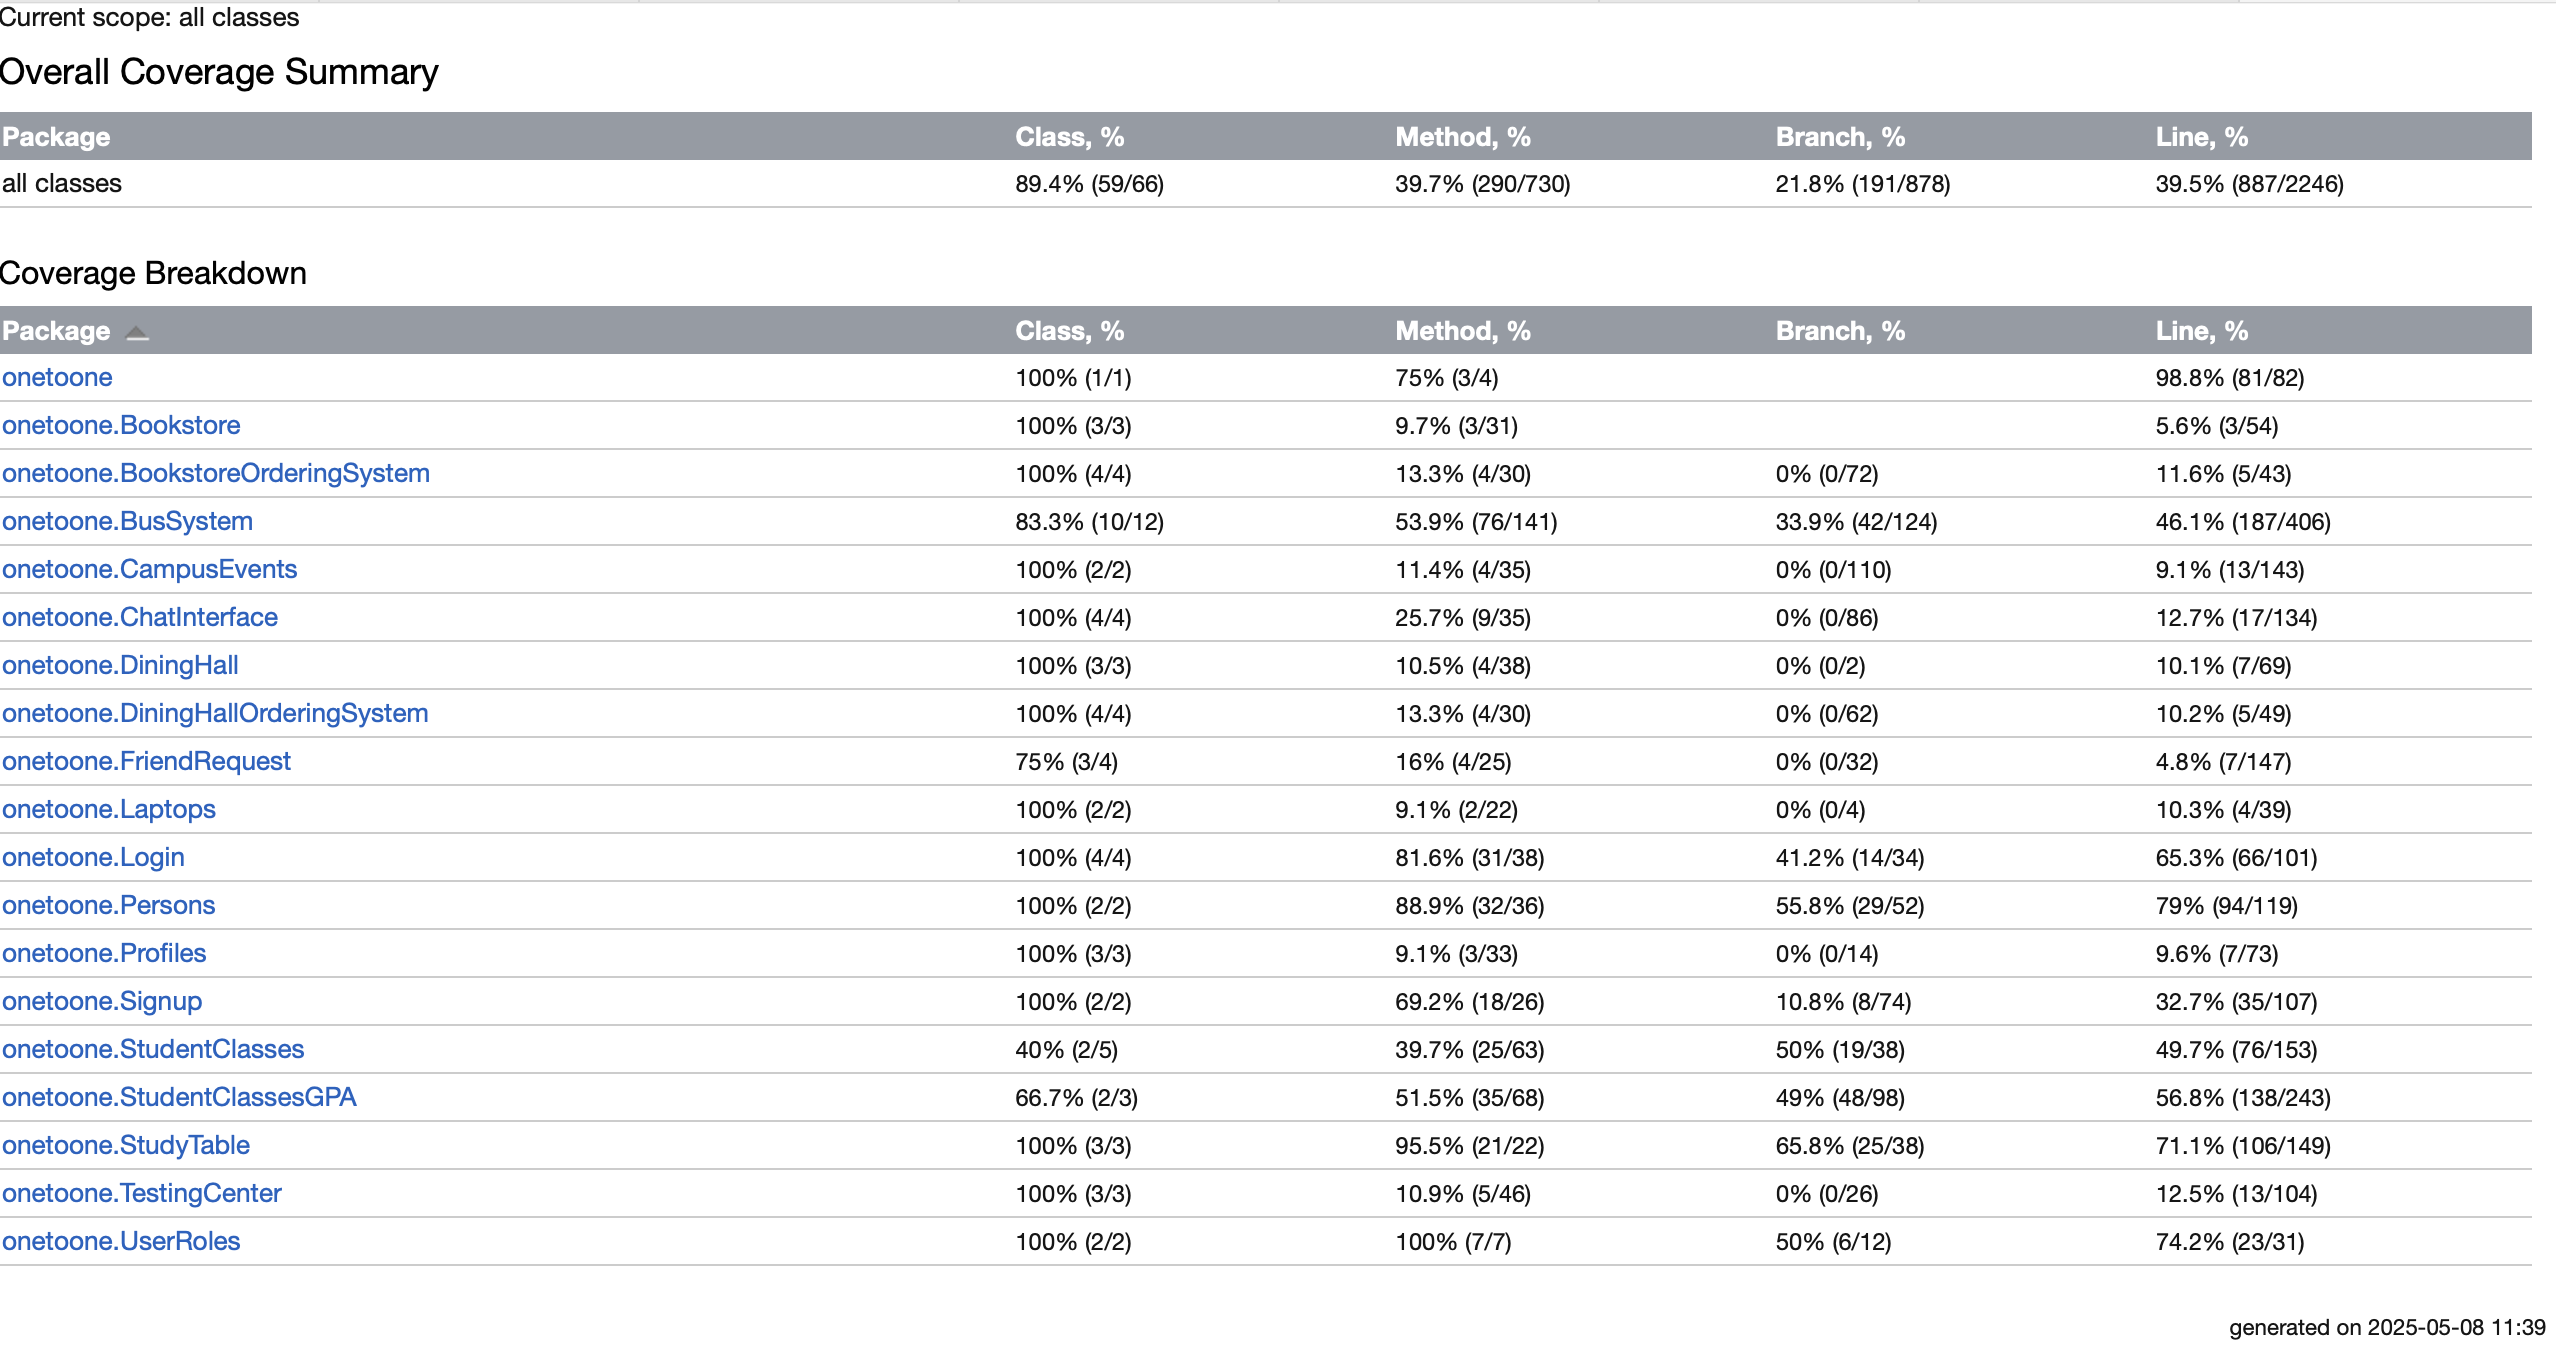 Current scope: all classes
Overall Coverage Summary
Package Class, % Method, % Branch, % Line, %
all classes 89.4% (59/66) 39.7% (290/730) 21.8% (191/878) 39.5% (887/2246)
Coverage Breakdown
Package Class, % Method, % Branch, % Line, %
onetoone 100% (1/1) 75% (3/4) 98.8% (81/82)
onetoone.Bookstore 100% (3/3) 9.7% (3/31) 5.6% (3/54)
onetoone.BookstoreOrderingSystem 100% (4/4) 13.3% (4/30) 0% (0/72) 11.6% (5/43)
onetoone.BusSystem 83.3% (10/12) 53.9% (76/141) 33.9% (42/124) 46.1% (187/406)
onetoone.CampusEvents 100% (2/2) 11.4% (4/35) 0% (0/110) 9.1% (13/143)
onetoone.ChatInterface 100% (4/4) 25.7% (9/35) 0% (0/86) 12.7% (17/134)
onetoone.DiningHall 100% (3/3) 10.5% (4/38) 0% (0/2) 10.1% (7/69)
onetoone.DiningHallOrderingSystem 100% (4/4) 13.3% (4/30) 0% (0/62) 10.2% (5/49)
onetoone.FriendRequest 75% (3/4) 16% (4/25) 0% (0/32) 4.8% (7/147)
onetoone.Laptops 100% (2/2) 9.1% (2/22) 0% (0/4) 10.3% (4/39)
onetoone.Login 100% (4/4) 81.6% (31/38) 41.2% (14/34) 65.3% (66/101)
onetoone.Persons 100% (2/2) 88.9% (32/36) 55.8% (29/52) 79% (94/119)
onetoone.Profiles 100% (3/3) 9.1% (3/33) 0% (0/14) 9.6% (7/73)
onetoone.Signup 100% (2/2) 69.2% (18/26) 10.8% (8/74) 32.7% (35/107)
onetoone.StudentClasses 40% (2/5) 39.7% (25/63) 50% (19/38) 49.7% (76/153)
onetoone.StudentClassesGPA 66.7% (2/3) 51.5% (35/68) 49% (48/98) 56.8% (138/243)
onetoone.StudyTable 100% (3/3) 95.5% (21/22) 65.8% (25/38) 71.1% (106/149)
onetoone.TestingCenter 100% (3/3) 10.9% (5/46) 0% (0/26) 12.5% (13/104)
onetoone.UserRoles 100% (2/2) 100% (7/7) 50% (6/12) 74.2% (23/31)
generated on 2025-05-08 11:39